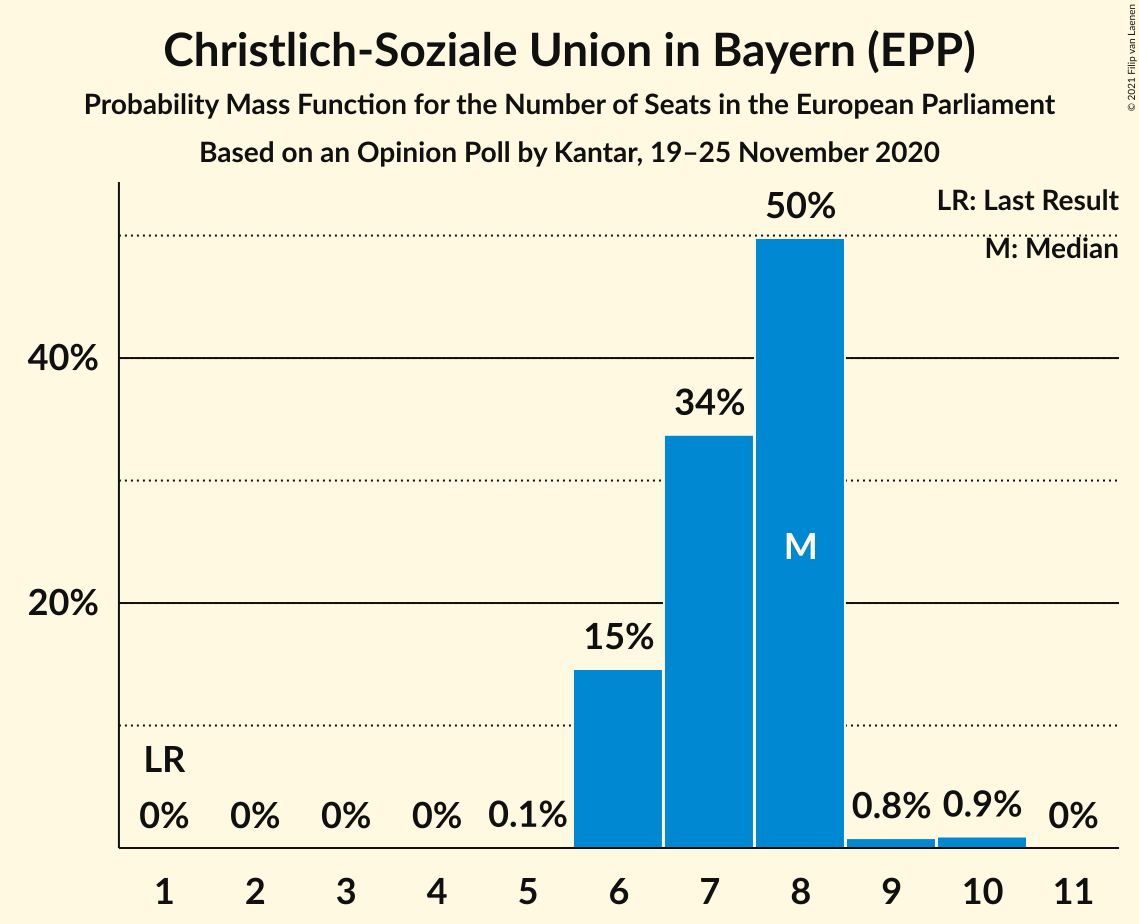 Christlich-Soziale Union in Bayern (EPP)
Probability Mass Function for the Number of Seats in the European Parliament
Based on an Opinion Poll by Kantar, 19–25 November 2020
© 2021 Filip van Laenen
LR: Last Result
M: Median
50%
40%
34%
M
20%
15%
LR
0% 0% 0% 0% 0.1% 0.8% 0.9% 0%
1 2 3 4 5 6 7 8 9 10 11